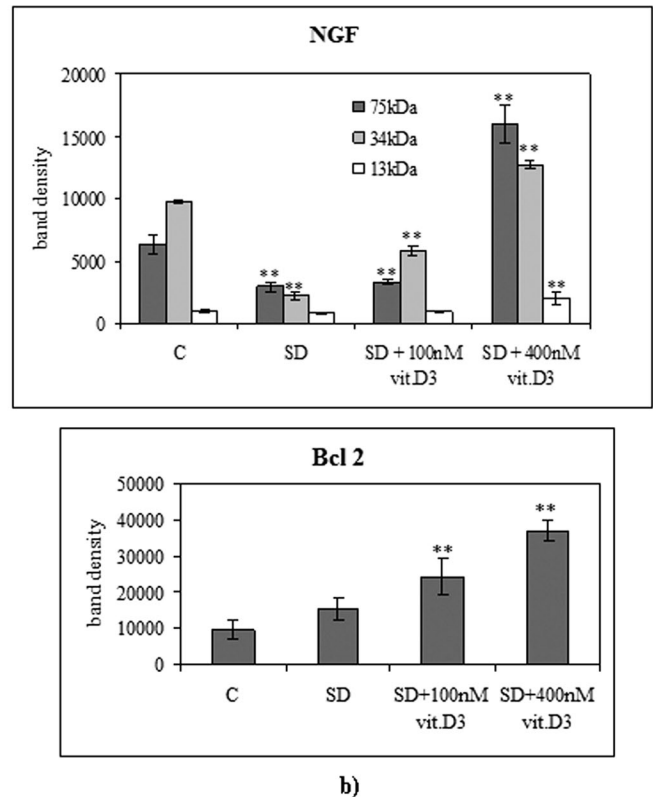 NGF
20000
15000
10000
5000
0
band density
75kDa
34kDa
13kDa
** ** ** ** ** ** **
C SD SD + 100nM SD + 400nM
vit.D3 vit.D3
Bcl 2
50000
40000
30000
20000
10000
0
band density
** **
C SD SD+100nM SD+400nM
vit.D3 vit.D3
b)